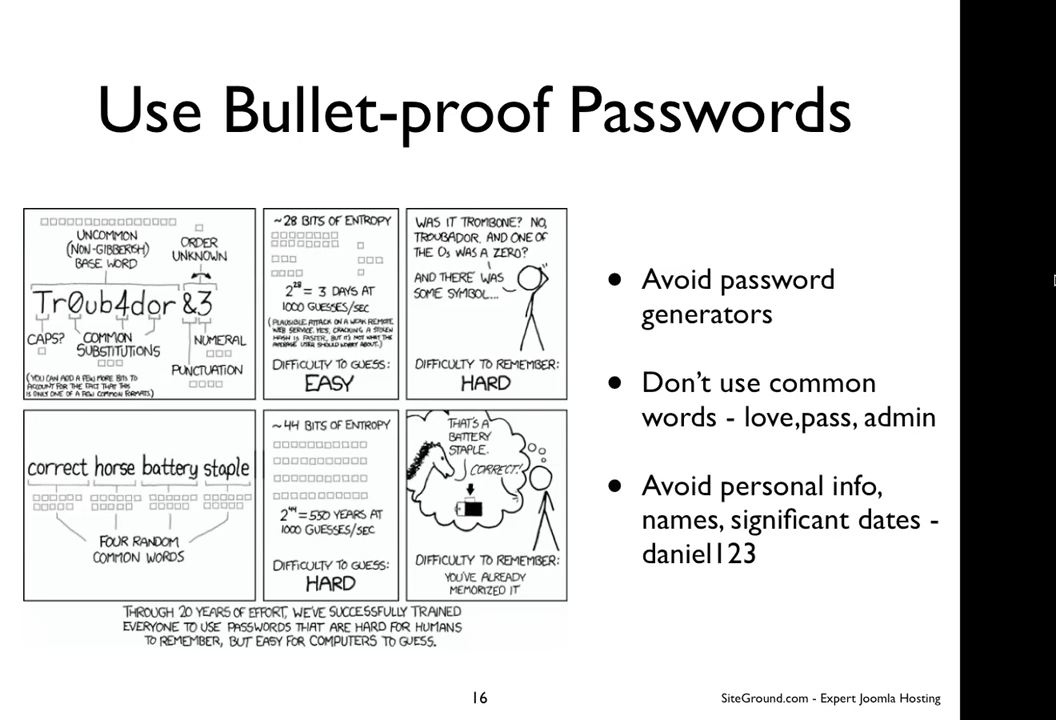 Use Bullet-proof Passwords
UNCOMMON
(NON-GIBBERISH)
BASE WORD
ORDER
UNKNOWN
Tr0ub4dor &3
CAPS?
COMMON
SUBSTITUTIONS
NUMERAL
PUNCTUATION
(YOU CAN ADD A FEW MORE BITS TO
ACCOUNT FOR THE FACT THAT THIS
IS ONLY ONE OF A FEW COMMON FORMATS.)
~28 BITS OF ENTROPY
2²⁸ = 3 DAYS AT
1000 GUESSES/SEC
(PLAUSIBLE ATTACK ON A WEAK REMOTE
WEB SERVICE. YES, CRACKING A STOLEN
HASH IS FASTER, BUT IT'S NOT WHAT THE
AVERAGE USER SHOULD WORRY ABOUT.)
DIFFICULTY TO GUESS:
EASY
WAS IT TROMBONE? NO,
TROUBADOR. AND ONE OF
THE Os WAS A ZERO?
AND THERE WAS
SOME SYMBOL...
DIFFICULTY TO REMEMBER:
HARD
correct horse battery staple
FOUR RANDOM
COMMON WORDS
~44 BITS OF ENTROPY
2⁴⁴ = 550 YEARS AT
1000 GUESSES/SEC
DIFFICULTY TO GUESS:
HARD
THAT'S A
BATTERY
STAPLE.
CORRECT!
DIFFICULTY TO REMEMBER:
YOU'VE ALREADY
MEMORIZED IT
THROUGH 20 YEARS OF EFFORT, WE'VE SUCCESSFULLY TRAINED
EVERYONE TO USE PASSWORDS THAT ARE HARD FOR HUMANS
TO REMEMBER, BUT EASY FOR COMPUTERS TO GUESS.
• Avoid password
generators
• Don't use common
words - love,pass, admin
• Avoid personal info,
names, significant dates -
daniel123
16
SiteGround.com - Expert Joomla Hosting